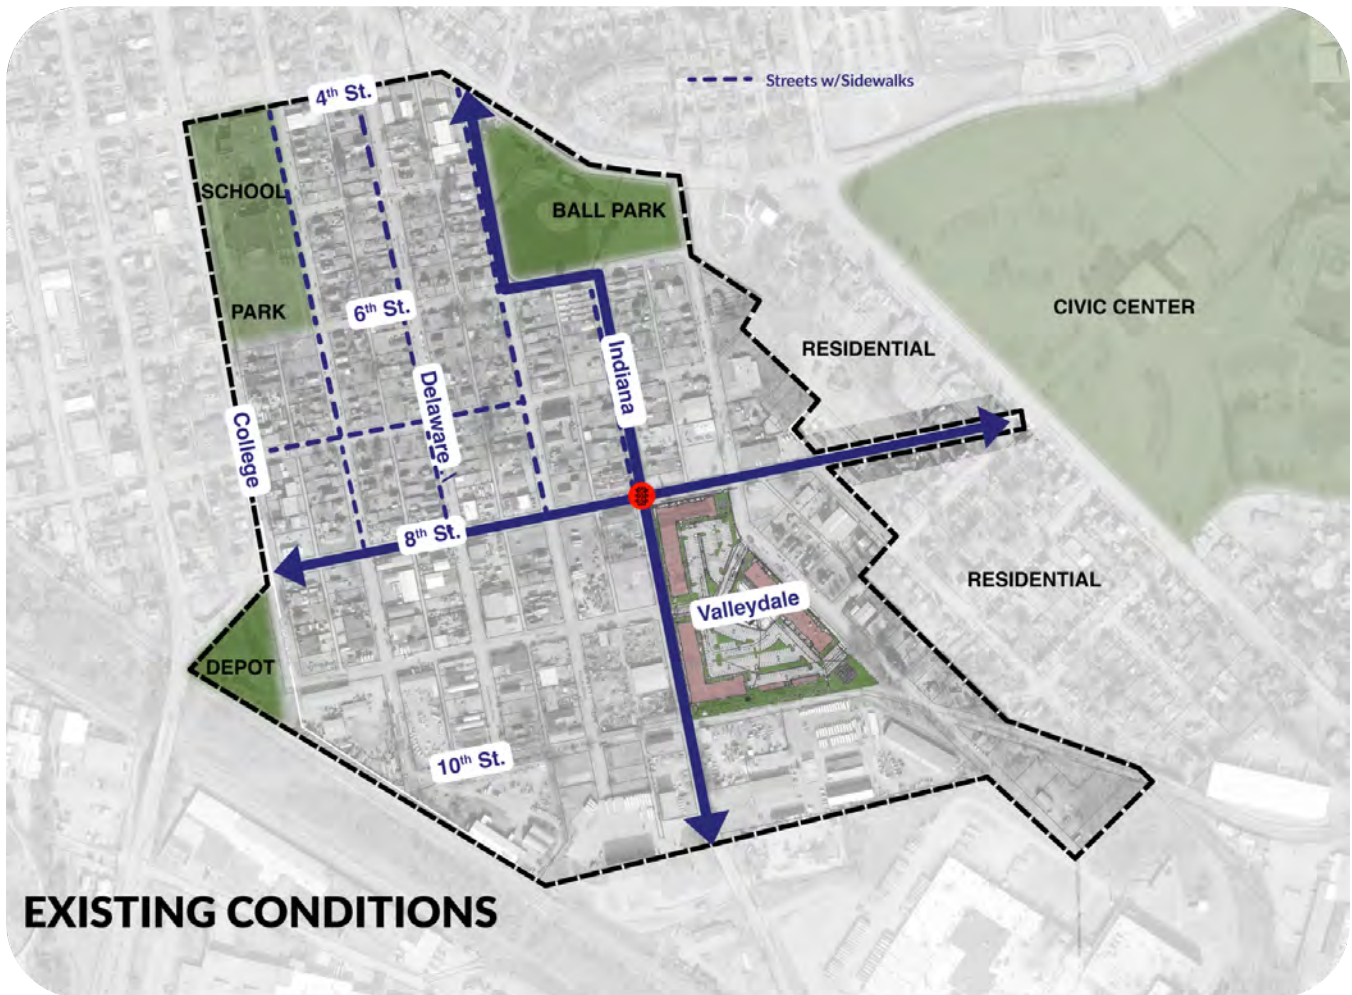 Streets w/Sidewalks
4th St.
SCHOOL
BALL PARK
PARK
6th St.
CIVIC CENTER
RESIDENTIAL
Indiana
Delaware
College
8th St.
RESIDENTIAL
Valleydale
DEPOT
10th St.
EXISTING CONDITIONS